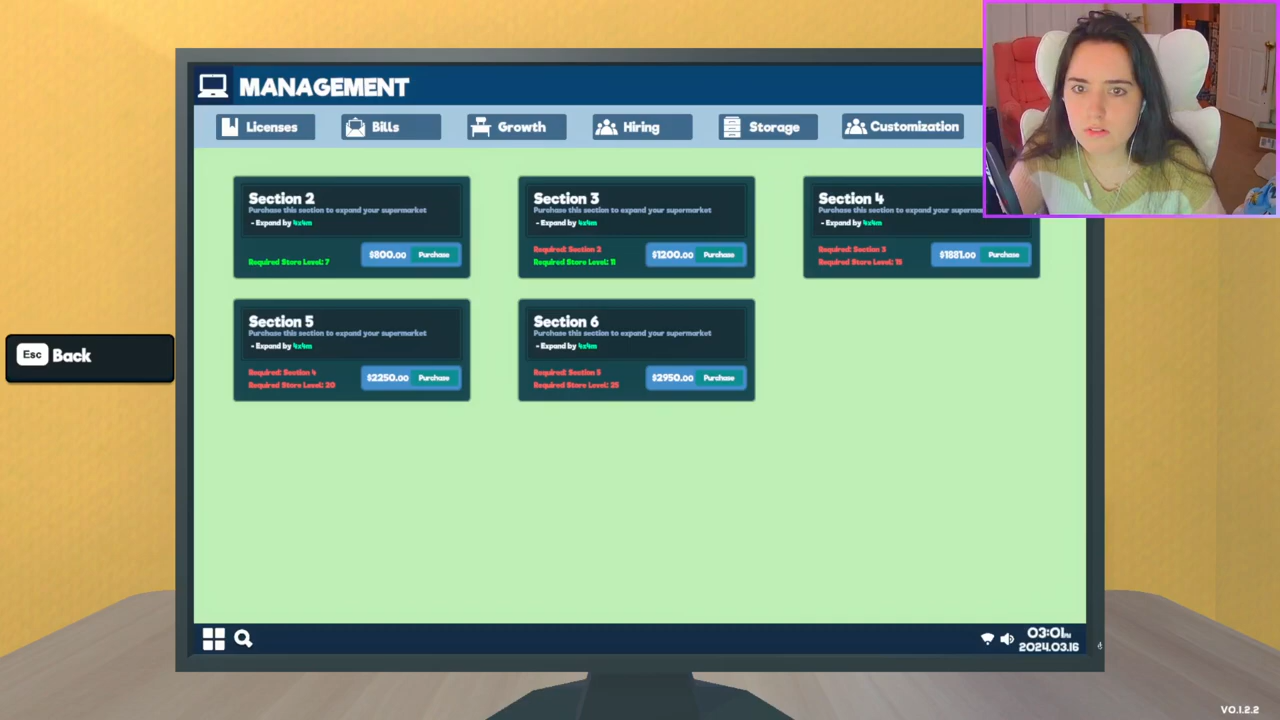 MANAGEMENT
Licenses
Bills
Growth
Hiring
Storage
Customization
Section 2
Purchase this section to expand your supermarket
- Expand by 4x4m
Required Store Level: 7
$800.00
Purchase
Section 3
Purchase this section to expand your supermarket
- Expand by 4x4m
Required: Section 2
Required Store Level: 11
$1200.00
Purchase
Section 4
Purchase this section to expand your
- Expand by 4x4m
Required: Section 3
Required Store Level: 15
$1881.00
Purchase
Section 5
Purchase this section to expand your supermarket
- Expand by 4x4m
Required: Section 4
Required Store Level: 20
$2250.00
Purchase
Section 6
Purchase this section to expand your supermarket
- Expand by 4x4m
Required: Section 5
Required Store Level: 25
$2950.00
Purchase
Esc Back
03:01PM
2024.03.16
V0.1.2.2